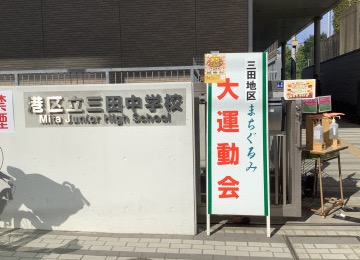 港区立三田中学校
Mita Junior High School
三田地区
まちぐるみ
大運動会
禁煙